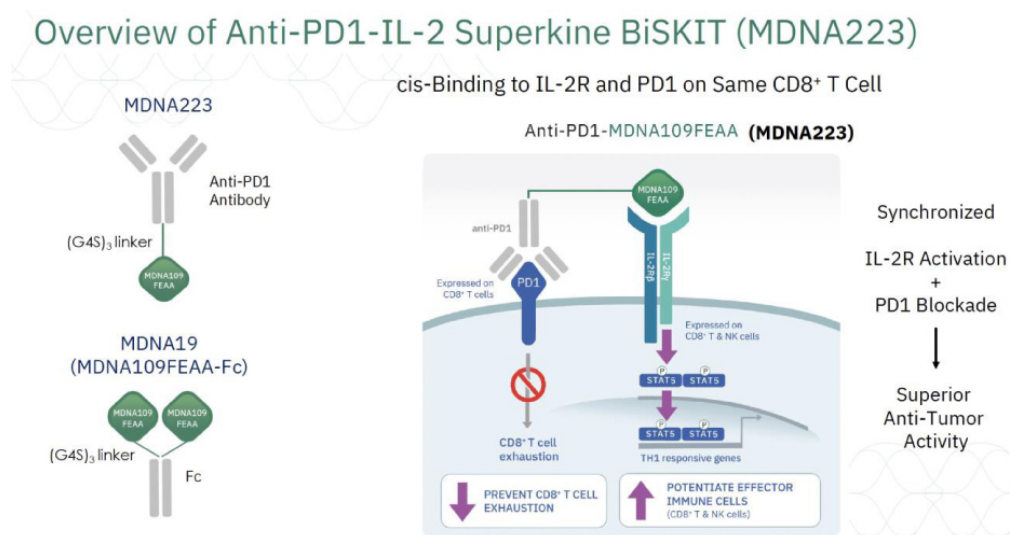 Overview of Anti-PD1-IL-2 Superkine BiSKIT (MDNA223)
MDNA223
Anti-PD1
Antibody
(G4S)₃ linker
MDNA109
FEAA
MDNA19
(MDNA109FEAA-Fc)
MDNA109
FEAA
MDNA109
FEAA
(G4S)₃ linker
Fc
cis-Binding to IL-2R and PD1 on Same CD8⁺ T Cell
Anti-PD1-MDNA109FEAA (MDNA223)
MDNA109
FEAA
anti-PD1
IL-2Rβ
IL-2Rγ
PD1
Expressed on
CD8⁺ T cells
Expressed on
CD8⁺ T & NK cells
P
STAT5 STAT5
P
STAT5 STAT5
TH1 responsive genes
CD8⁺ T cell
exhaustion
PREVENT CD8⁺ T CELL
EXHAUSTION
POTENTIATE EFFECTOR
IMMUNE CELLS
(CD8⁺ T & NK cells)
Synchronized
IL-2R Activation
+
PD1 Blockade
Superior
Anti-Tumor
Activity